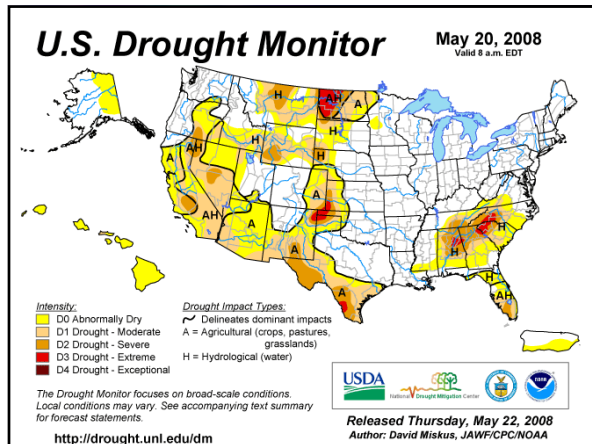 U.S. Drought Monitor
May 20, 2008
Valid 8 a.m. EDT
H
AH
A
H
AH
H
H
A
A
AH
A
A
H
H
A
A
H
AH
Intensity:
D0 Abnormally Dry
D1 Drought - Moderate
D2 Drought - Severe
D3 Drought - Extreme
D4 Drought - Exceptional
Drought Impact Types:
Delineates dominant impacts
A = Agricultural (crops, pastures,
grasslands)
H = Hydrological (water)
The Drought Monitor focuses on broad-scale conditions.
Local conditions may vary. See accompanying text summary
for forecast statements.
http://drought.unl.edu/dm
USDA
National Drought Mitigation Center
Released Thursday, May 22, 2008
Author: David Miskus, JAWF/CPC/NOAA